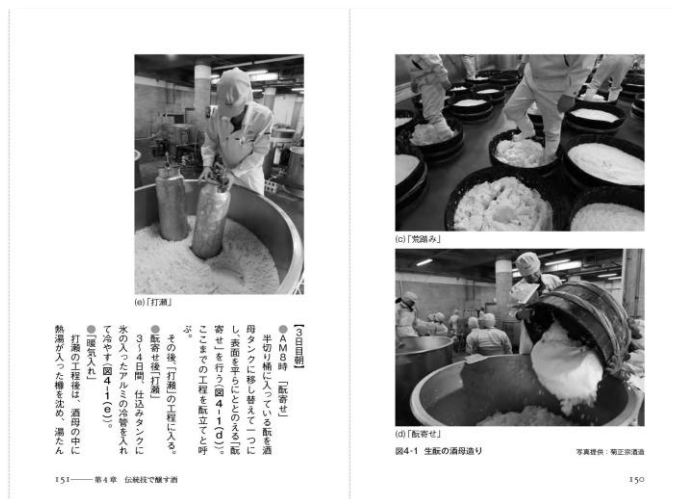 (c)「荒踏み」
(d)「酛寄せ」
図4-1 生酛の酒母造り
写真提供:菊正宗酒造
150
(e)「打瀬」
【3日目朝】
●AM8時 「酛寄せ」
半切り桶に入っている酛を酒
母タンクに移し替えて一つに
し、表面を平らにととのえる「酛
寄せ」を行う(図4-1(d))。
ここまでの工程を酛立てと呼
ぶ。
その後、「打瀬」の工程に入る。
●酛寄せ後「打瀬」
3〜4日間、仕込みタンクに
氷の入ったアルミの冷管を入れ
て冷やす(図4-1(e))。
●「暖気入れ」
打瀬の工程後は、酒母の中に
熱湯が入った樽を沈め、湯たん
151——第4章 伝統技で醸す酒